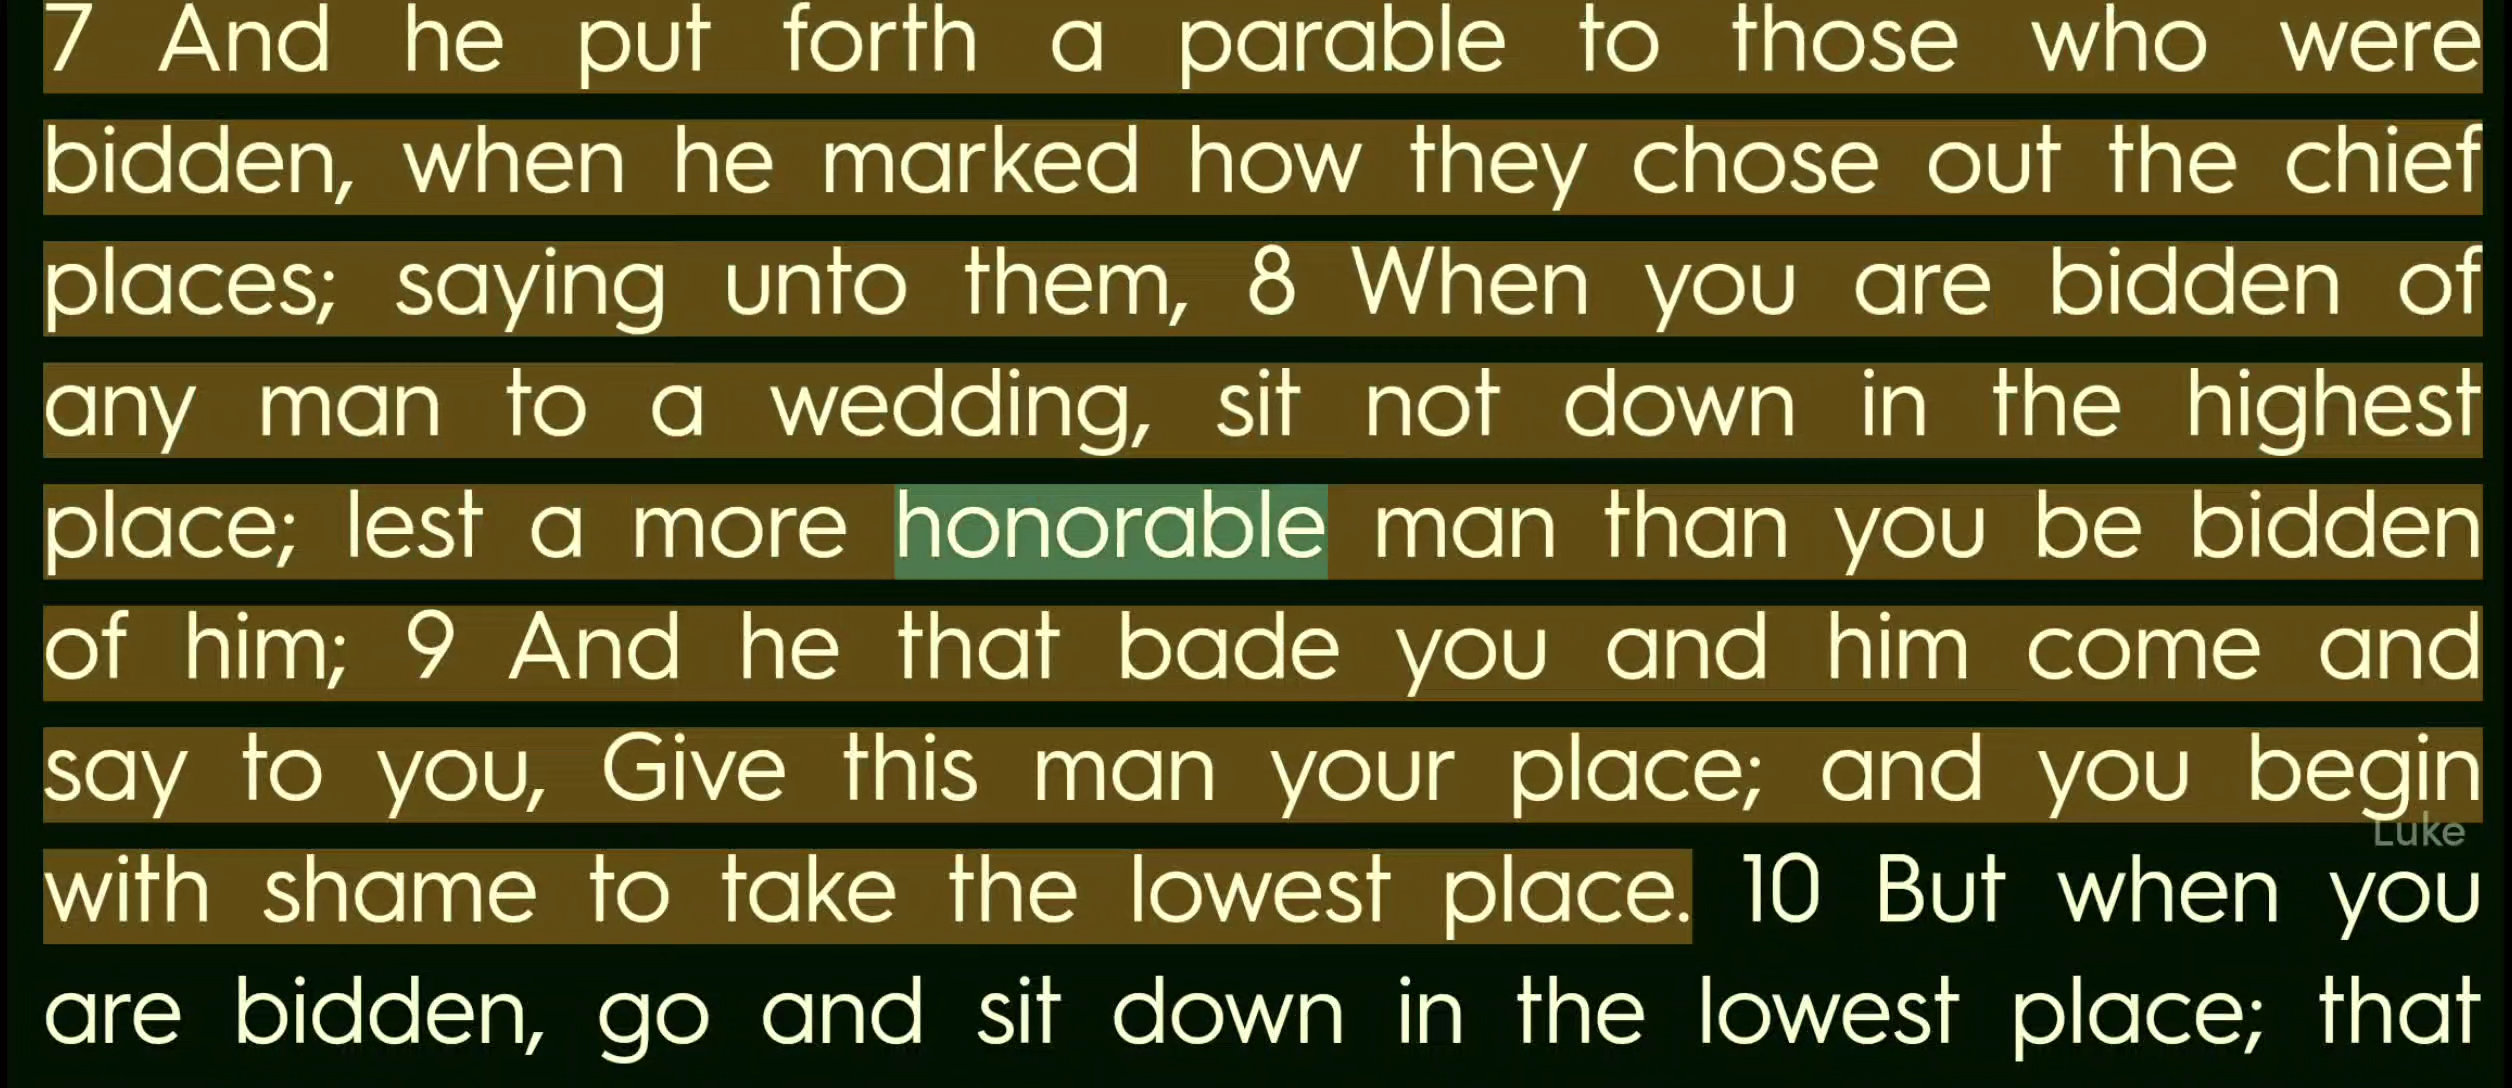 7 And he put forth a parable to those who were
bidden, when he marked how they chose out the chief
places; saying unto them, 8 When you are bidden of
any man to a wedding, sit not down in the highest
place; lest a more honorable man than you be bidden
of him; 9 And he that bade you and him come and
say to you, Give this man your place; and you begin
Luke
with shame to take the lowest place. 10 But when you
are bidden, go and sit down in the lowest place; that